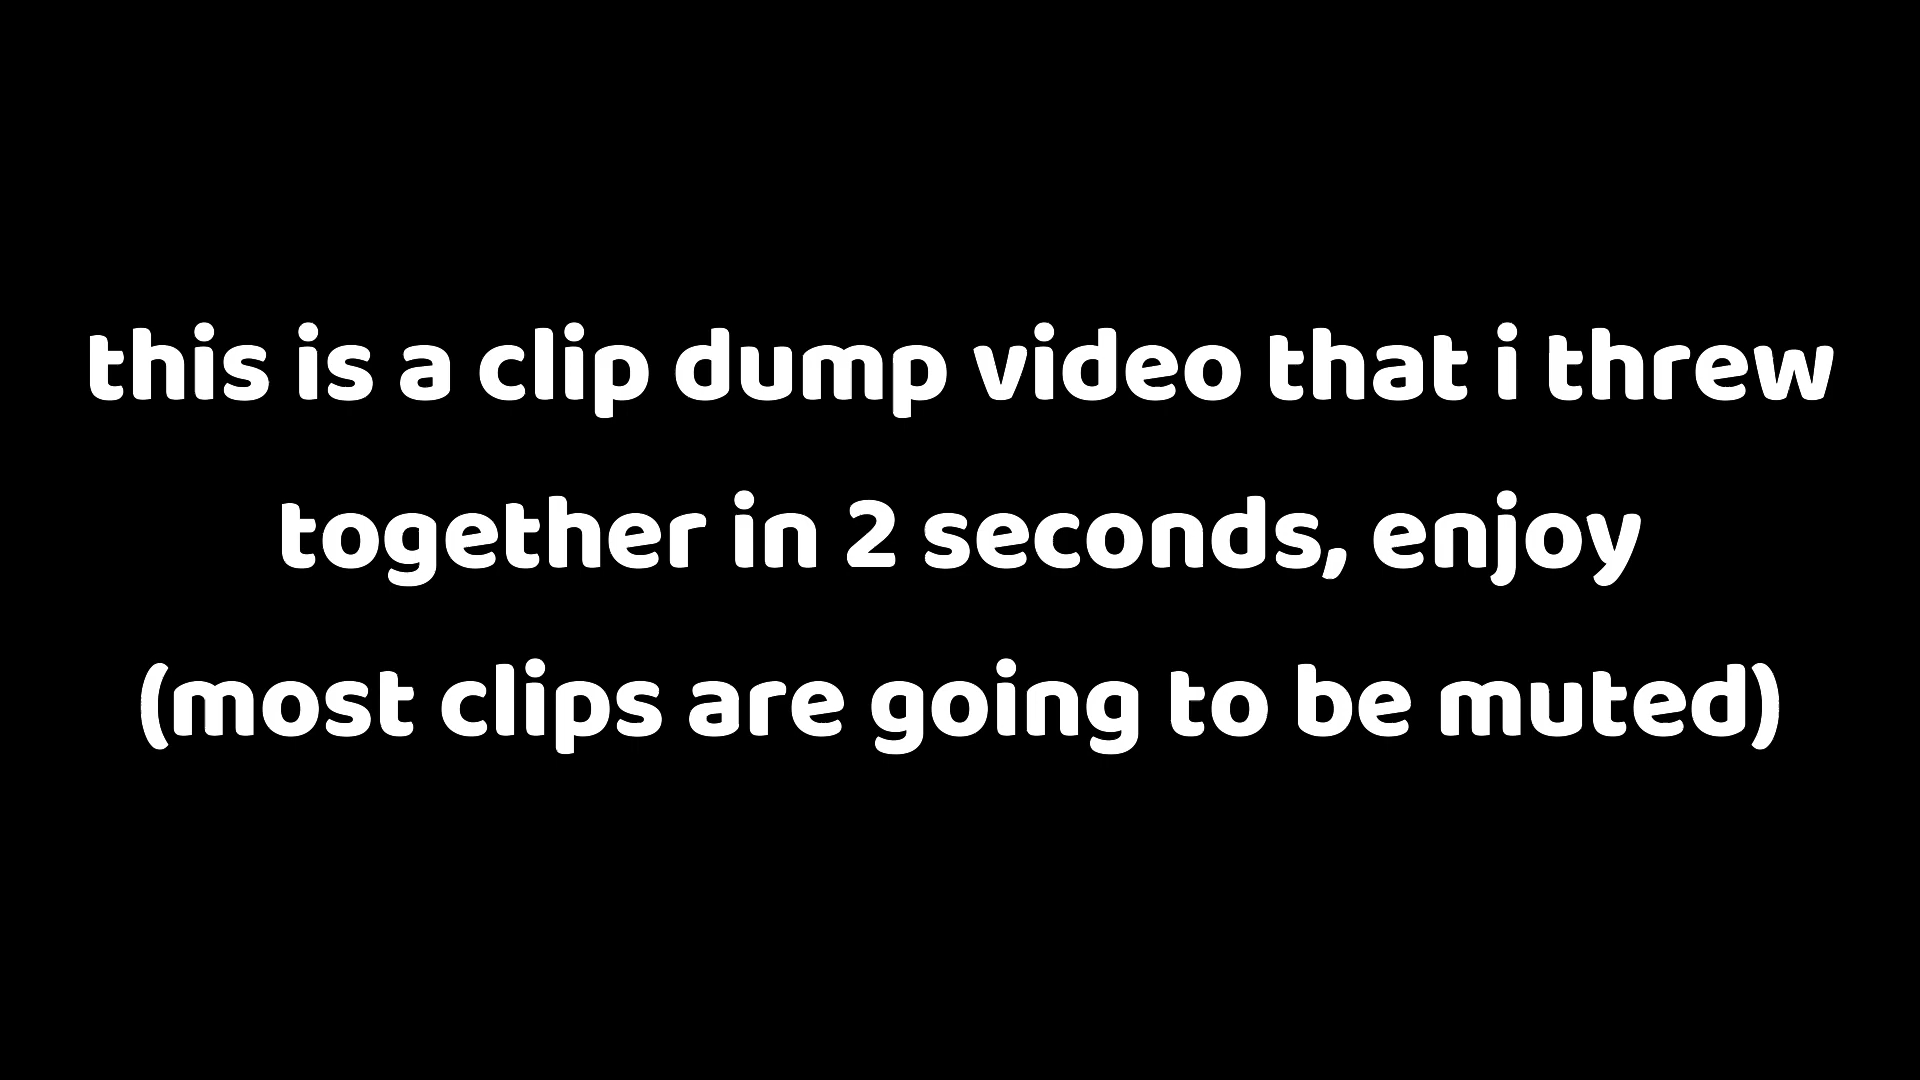 this is a clip dump video that i threw
together in 2 seconds, enjoy
(most clips are going to be muted)